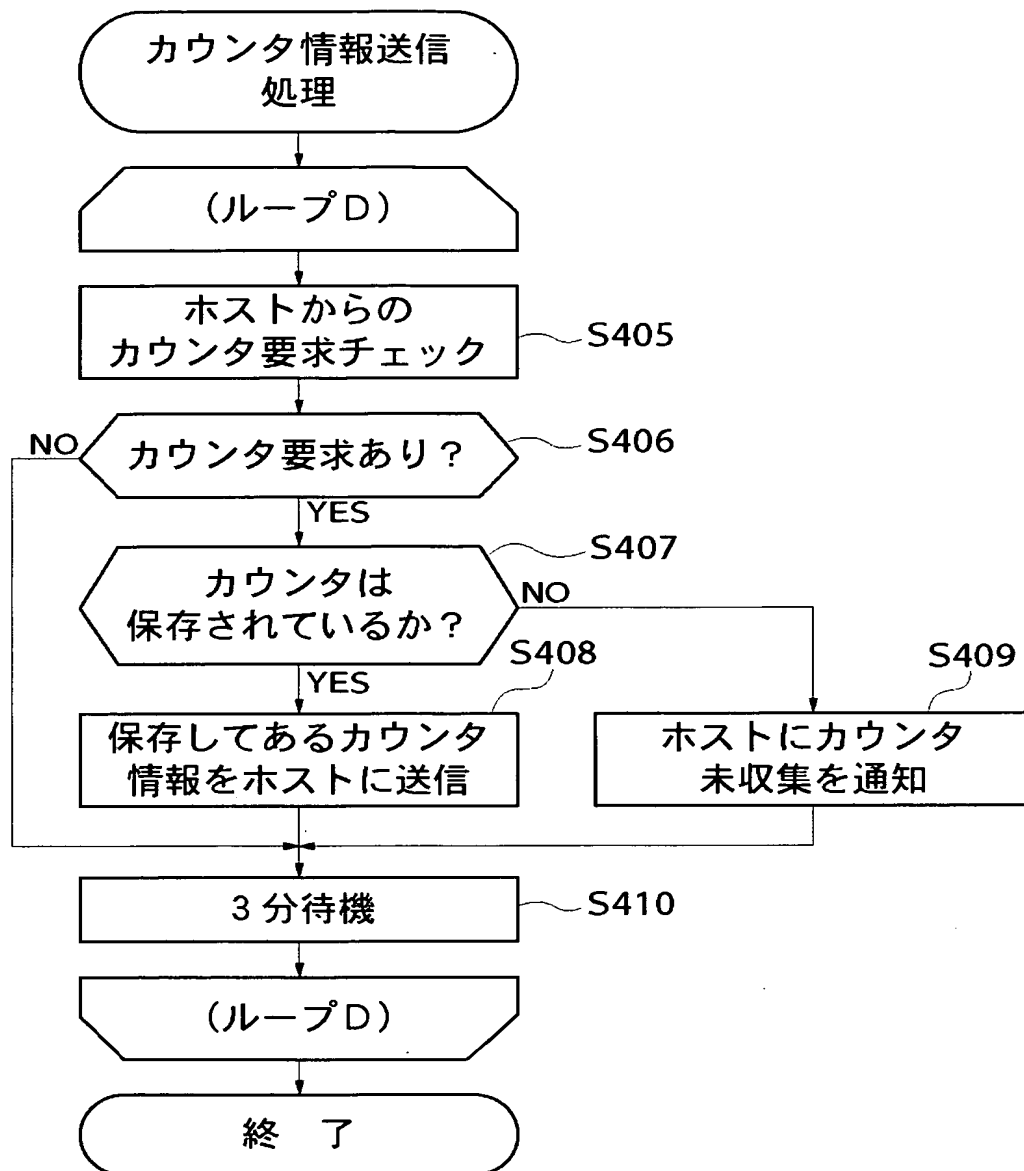 カウンタ情報送信
処理
(ループD)
ホストからの
カウンタ要求チェック
S405
NO
カウンタ要求あり?
S406
YES
S407
カウンタは
保存されているか?
NO
YES
S408
S409
保存してあるカウンタ
情報をホストに送信
ホストにカウンタ
未収集を通知
3分待機
S410
(ループD)
終 了